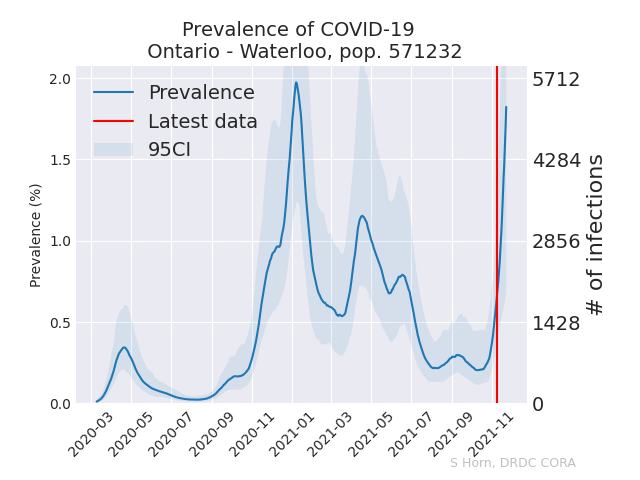 Prevalence of COVID-19
Ontario - Waterloo, pop. 571232
Prevalence
Latest data
95CI
Prevalence (%)
2.0
1.5
1.0
0.5
0.0
5712
4284
2856
1428
0
# of infections
2020-03
2020-05
2020-07
2020-09
2020-11
2021-01
2021-03
2021-05
2021-07
2021-09
2021-11
S Horn, DRDC CORA